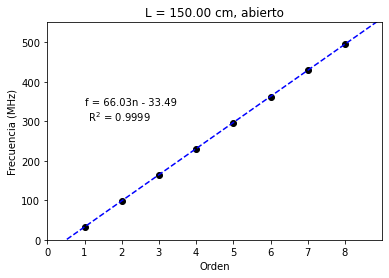 L = 150.00 cm, abierto
Frecuencia (MHz)
500
400
300
200
100
0
f = 66.03n - 33.49
R² = 0.9999
0 1 2 3 4 5 6 7 8
Orden